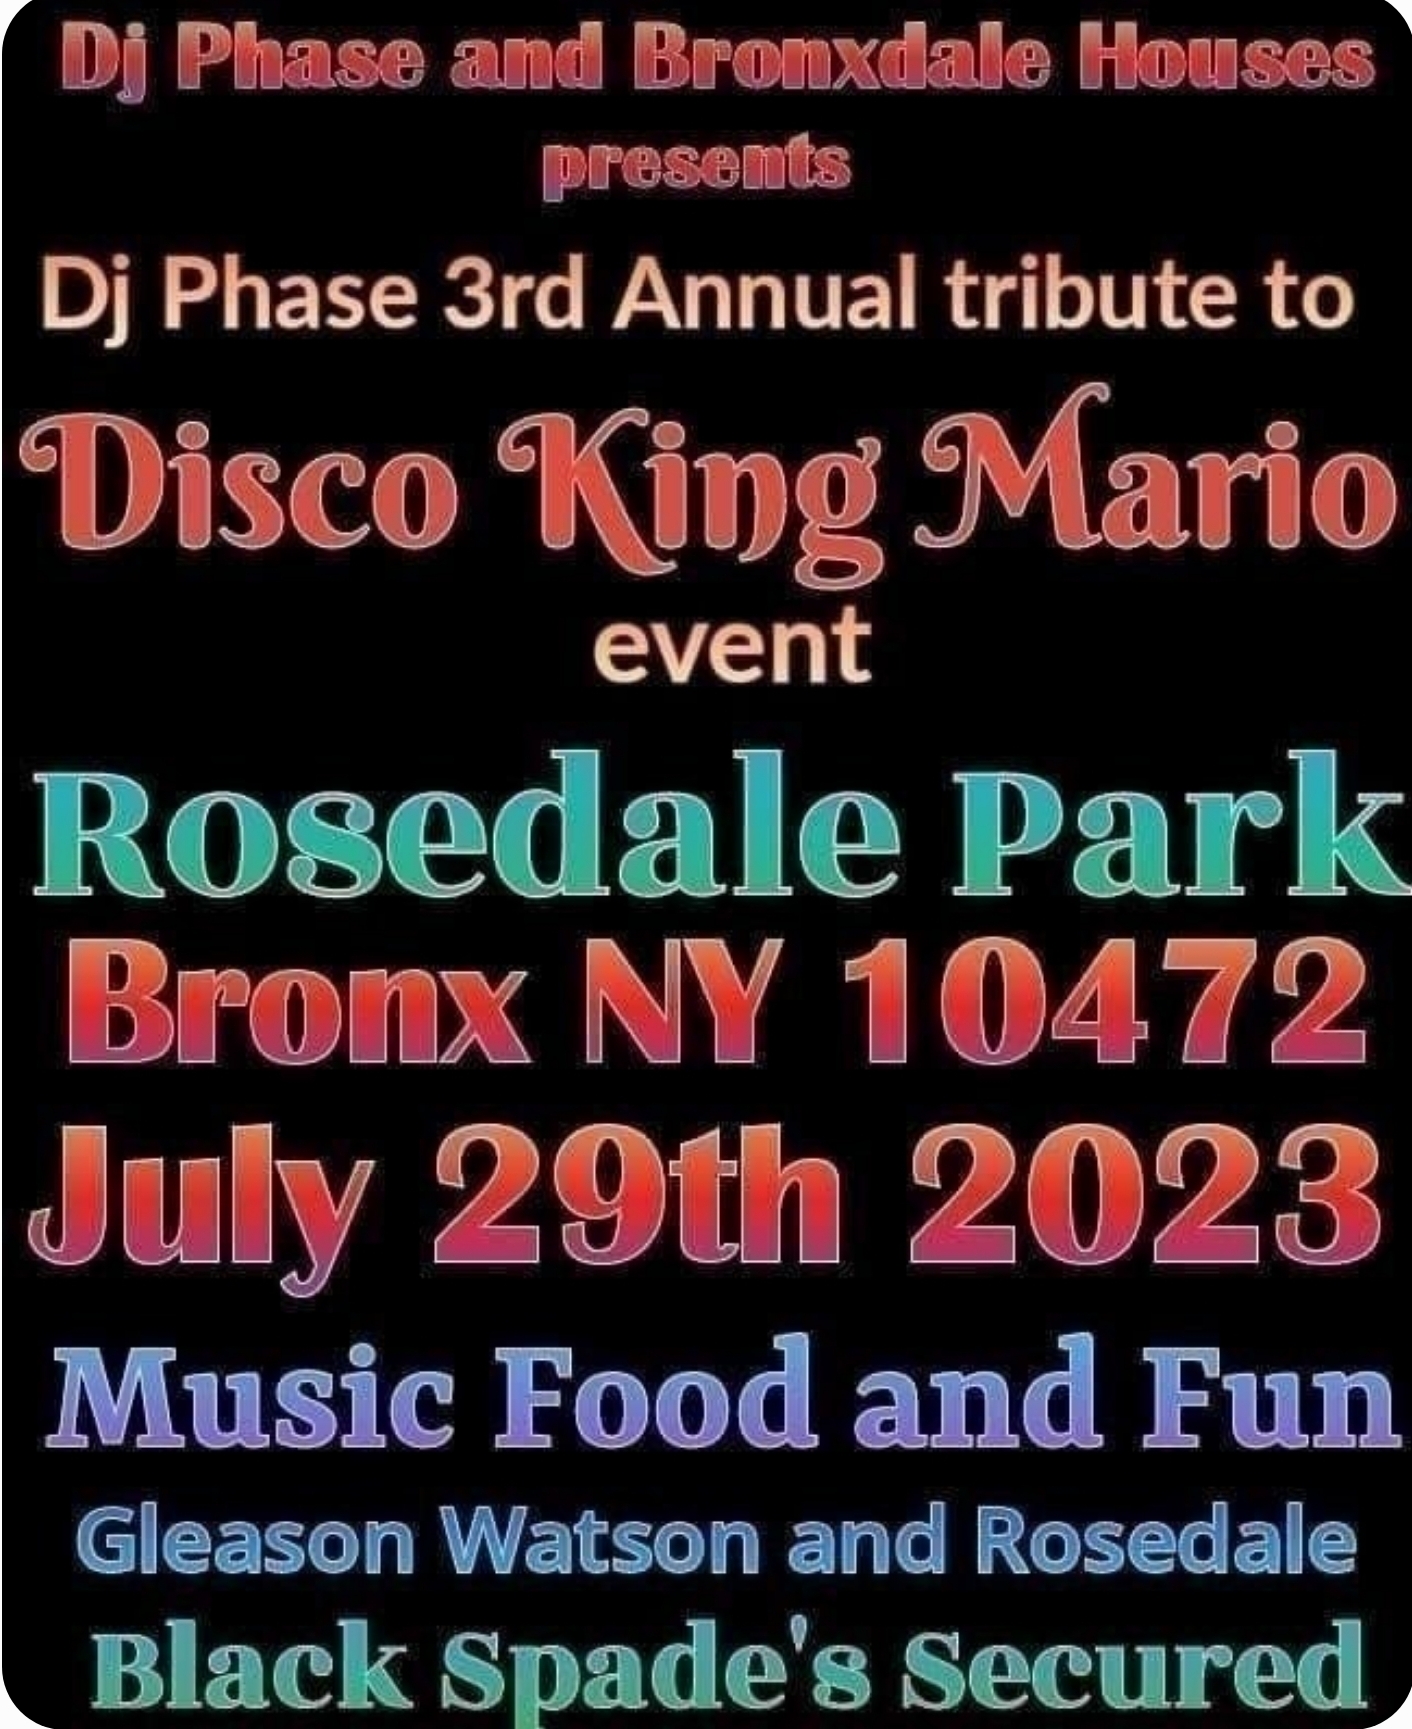 Dj Phase and Bronxdale Houses
presents
Dj Phase 3rd Annual tribute to
Disco King Mario
event
Rosedale Park
Bronx NY 10472
July 29th 2023
Music Food and Fun
Gleason Watson and Rosedale
Black Spade's Secured